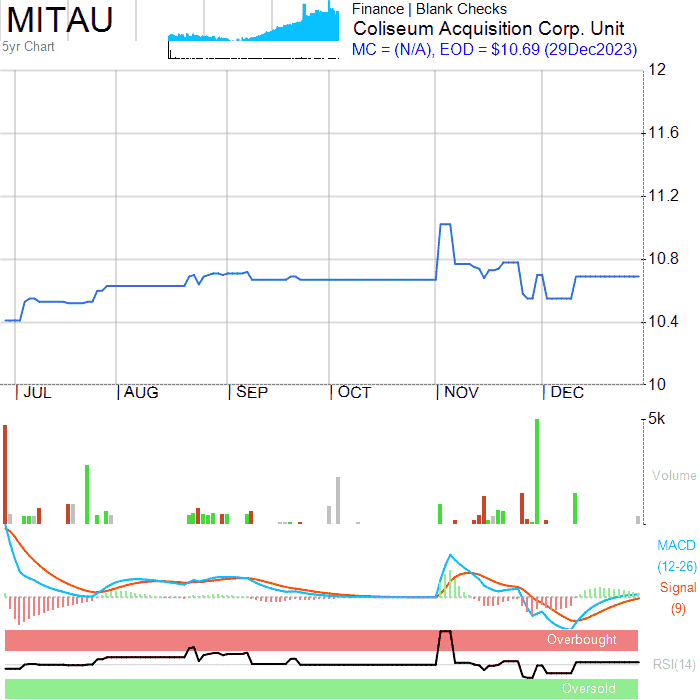 MITAU
5yr Chart
Finance | Blank Checks
Coliseum Acquisition Corp. Unit
MC = (N/A), EOD = $10.69 (29Dec2023)
12
11.6
11.2
10.8
10.4
10
JUL AUG SEP OCT NOV DEC
5k
Volume
MACD
(12-26)
Signal
(9)
Overbought
RSI(14)
Oversold